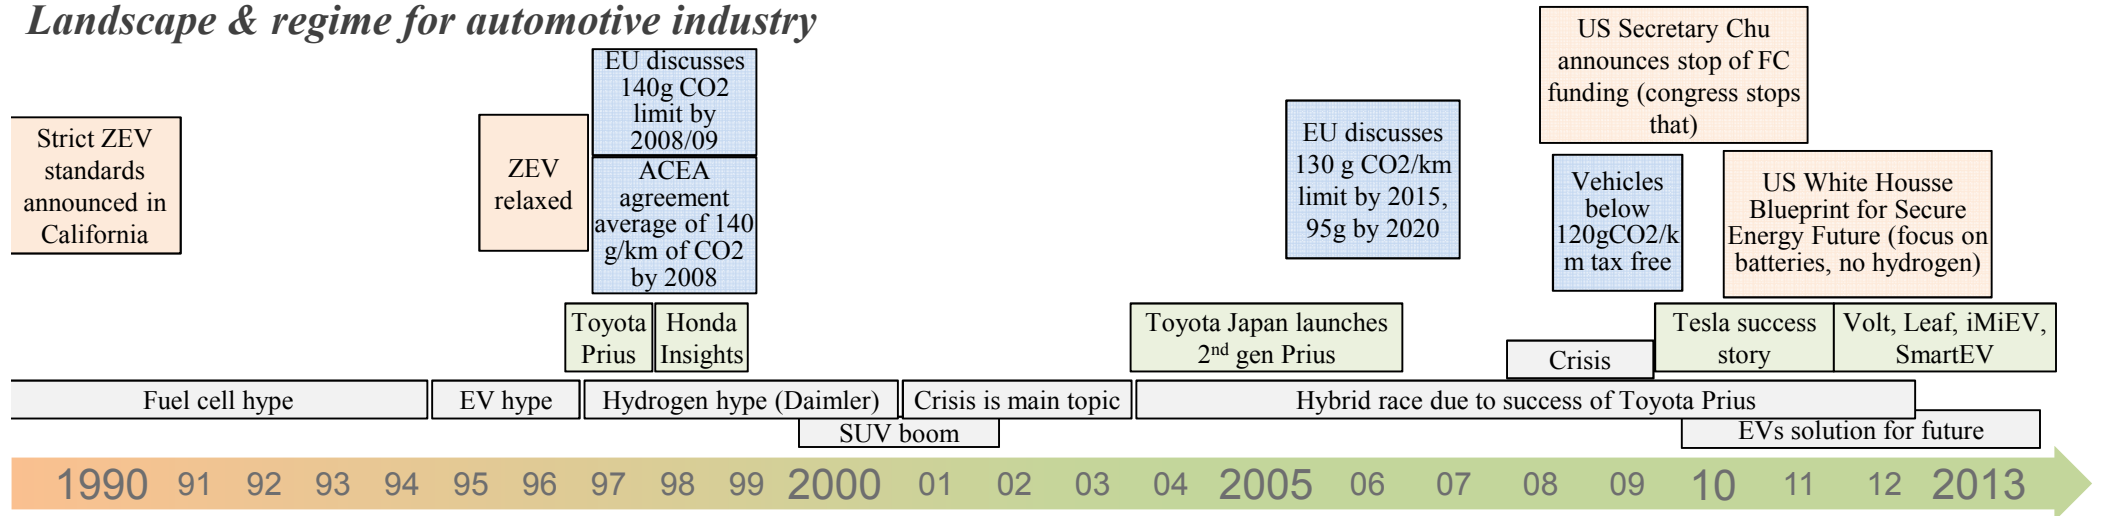 Landscape & regime for automotive industry
Strict ZEV
standards
announced in
California
ZEV
relaxed
EU discusses
140g CO2
limit by
2008/09
ACEA
agreement
average of 140
g/km of CO2
by 2008
EU discusses
130 g CO2/km
limit by 2015,
95g by 2020
US Secretary Chu
announces stop of FC
funding (congress stops
that)
Vehicles
below
120gCO2/k
m tax free
US White Housse
Blueprint for Secure
Energy Future (focus on
batteries, no hydrogen)
Toyota
Prius
Honda
Insights
Toyota Japan launches
2nd gen Prius
Crisis
Tesla success
story
Volt, Leaf, iMiEV,
SmartEV
Fuel cell hype
EV hype
Hydrogen hype (Daimler)
Crisis is main topic
Hybrid race due to success of Toyota Prius
SUV boom
EVs solution for future
1990 91 92 93 94 95 96 97 98 99 2000 01 02 03 04 2005 06 07 08 09 10 11 12 2013